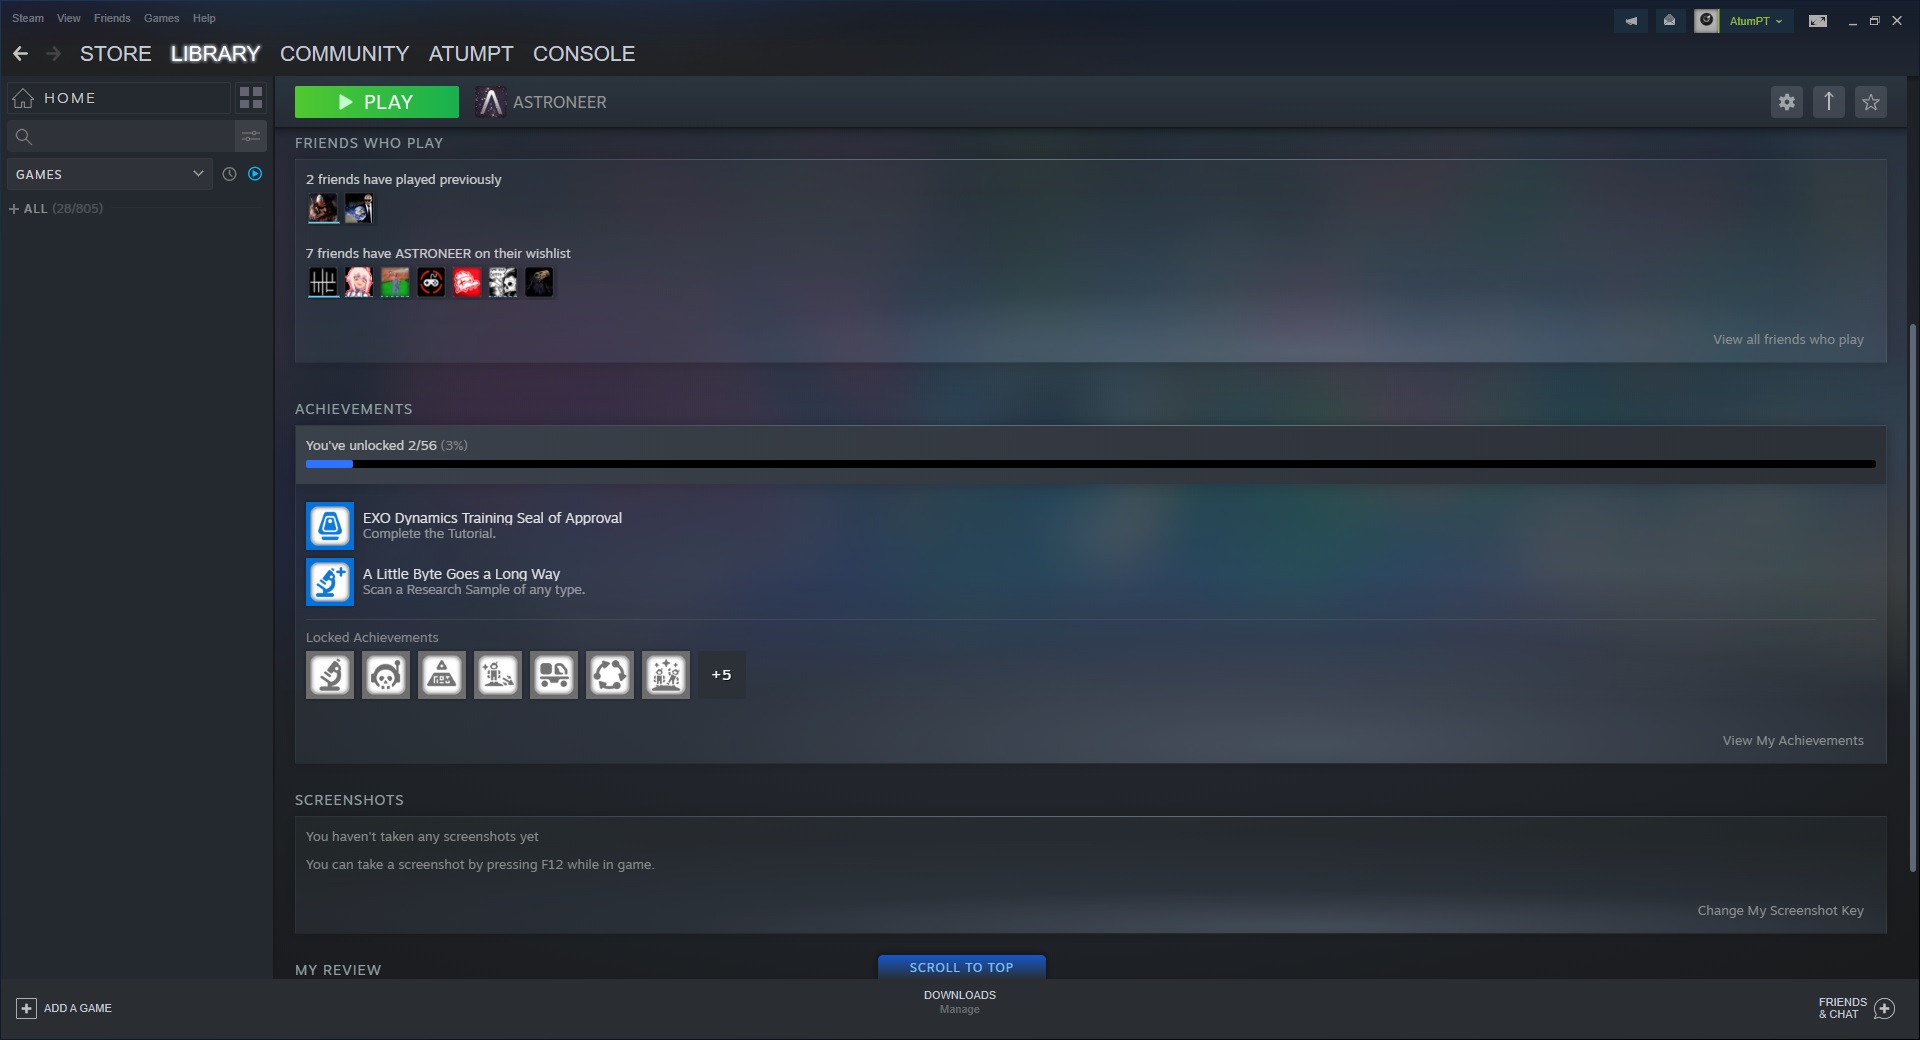 Steam View Friends Games Help
AtumPT
STORE LIBRARY COMMUNITY ATUMPT CONSOLE
HOME
PLAY ASTRONEER
FRIENDS WHO PLAY
GAMES
2 friends have played previously
+ ALL (28/805)
7 friends have ASTRONEER on their wishlist
View all friends who play
ACHIEVEMENTS
You've unlocked 2/56 (3%)
EXO Dynamics Training Seal of Approval
Complete the Tutorial.
A Little Byte Goes a Long Way
Scan a Research Sample of any type.
Locked Achievements
+5
View My Achievements
SCREENSHOTS
You haven't taken any screenshots yet
You can take a screenshot by pressing F12 while in game.
Change My Screenshot Key
MY REVIEW
SCROLL TO TOP
ADD A GAME
DOWNLOADS
Manage
FRIENDS
& CHAT